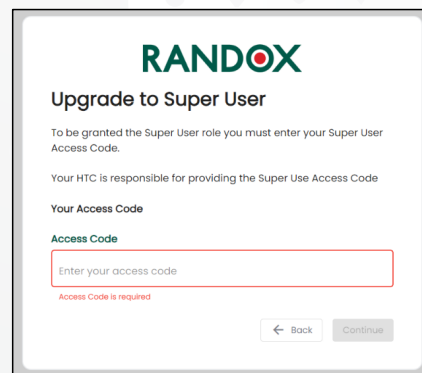 RANDOX
Upgrade to Super User
To be granted the Super User role you must enter your Super User
Access Code.
Your HTC is responsible for providing the Super Use Access Code
Your Access Code
Access Code
Enter your access code
Access Code is required
← Back
Continue